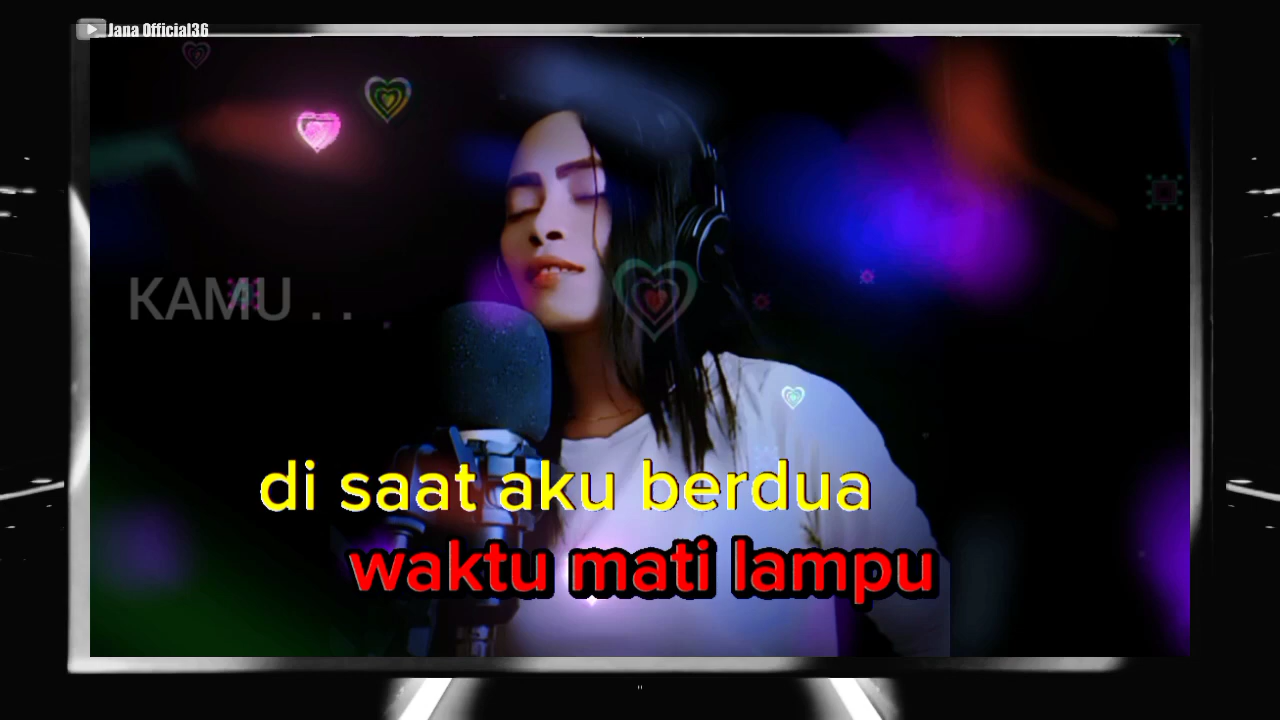 Jana Official36
KAMU . .
di saat aku berdua
waktu mati lampu